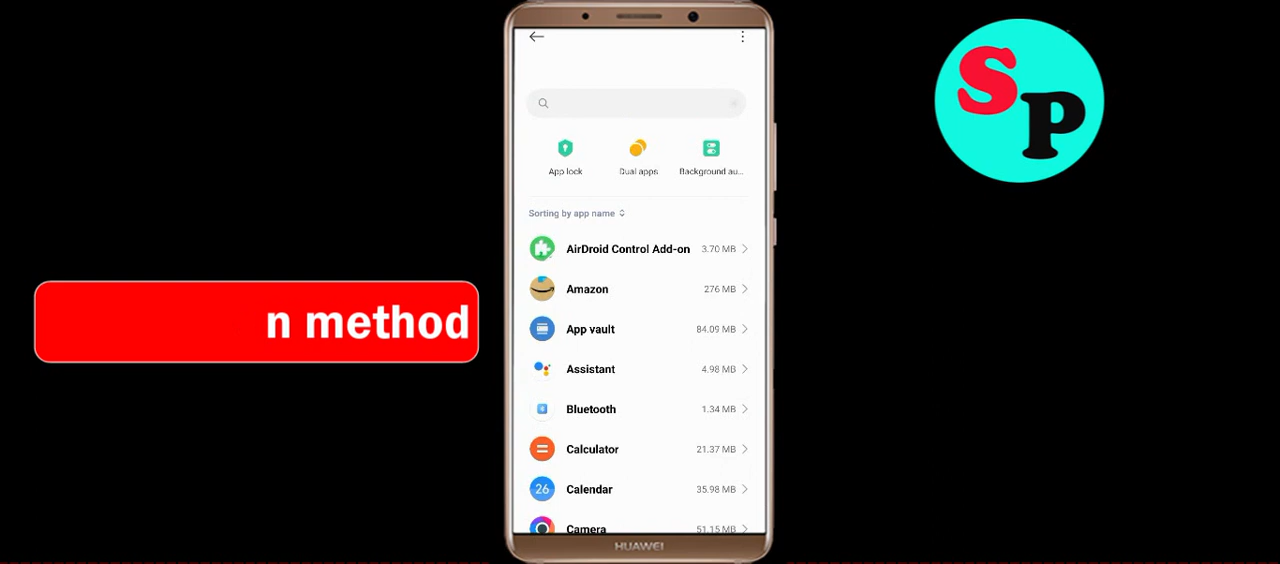 App lock
Dual apps
Background au...
Sorting by app name
AirDroid Control Add-on 3.70 MB
Amazon 276 MB
App vault 84.09 MB
Assistant 4.98 MB
Bluetooth 1.34 MB
Calculator 21.37 MB
26 Calendar 35.98 MB
Camera 51.15 MB
HUAWEI
n method
SP